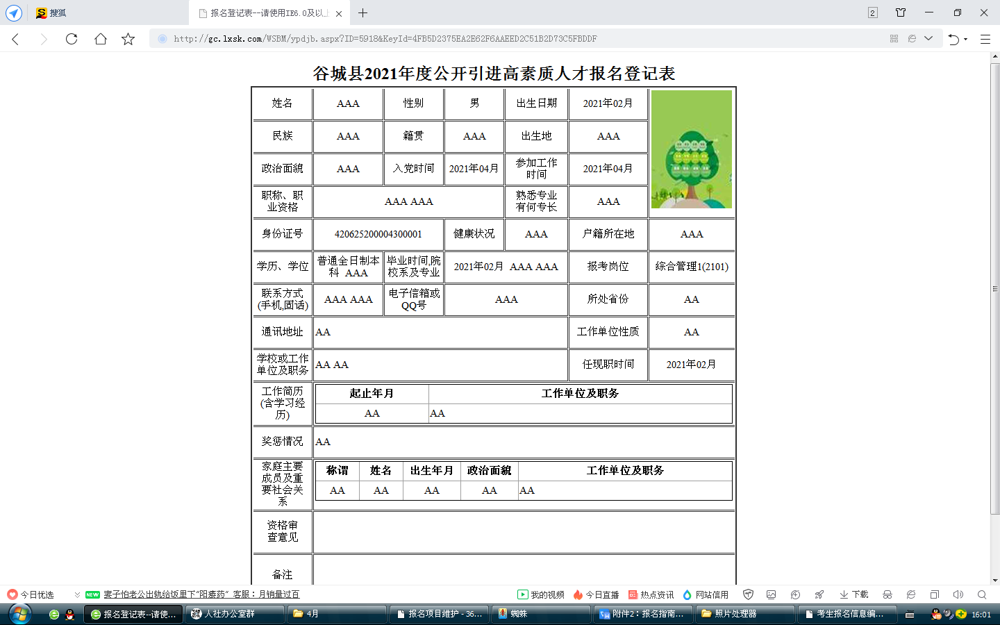 搜狐
报名登记表--请使用IE6.0及以上
2
http://gc.lxsk.com/WSBM/ypdjb.aspx?ID=5918&KeyId=4FB5D2375EA2E62F6AAEED2C51B2D73C5FBDDF
谷城县2021年度公开引进高素质人才报名登记表
姓名 AAA 性别 男 出生日期 2021年02月
民族 AAA 籍贯 AAA 出生地 AAA
政治面貌 AAA 入党时间 2021年04月 参加工作
时间 2021年04月
职称、职
业资格 AAA AAA 熟悉专业
有何专长 AAA
身份证号 420625200004300001 健康状况 AAA 户籍所在地 AAA
学历、学位 普通全日制本
科 AAA 毕业时间,院
校系及专业 2021年02月 AAA AAA 报考岗位 综合管理1(2101)
联系方式
(手机,固话) AAA AAA 电子信箱或
QQ号 AAA 所处省份 AA
通讯地址 AA 工作单位性质 AA
学校或工作
单位及职务 AA AA 任现职时间 2021年02月
工作简历
(含学习经
历)
起止年月 工作单位及职务
AA AA
奖惩情况 AA
家庭主要
成员及重
要社会关
系
称谓 姓名 出生年月 政治面貌 工作单位及职务
AA AA AA AA AA
资格审
查意见
备注
今日优选 NEW 妻子怕老公出轨给饭里下"阳痿药" 客服：月销量过百 我的视频 今日直播 热点资讯 网站信用 下载
报名登记表--请使... 人社办公室群 4月 报名项目维护 - 36... 蜘蛛 附件2：报名指南... 照片处理器 考生报名信息编... 16:01